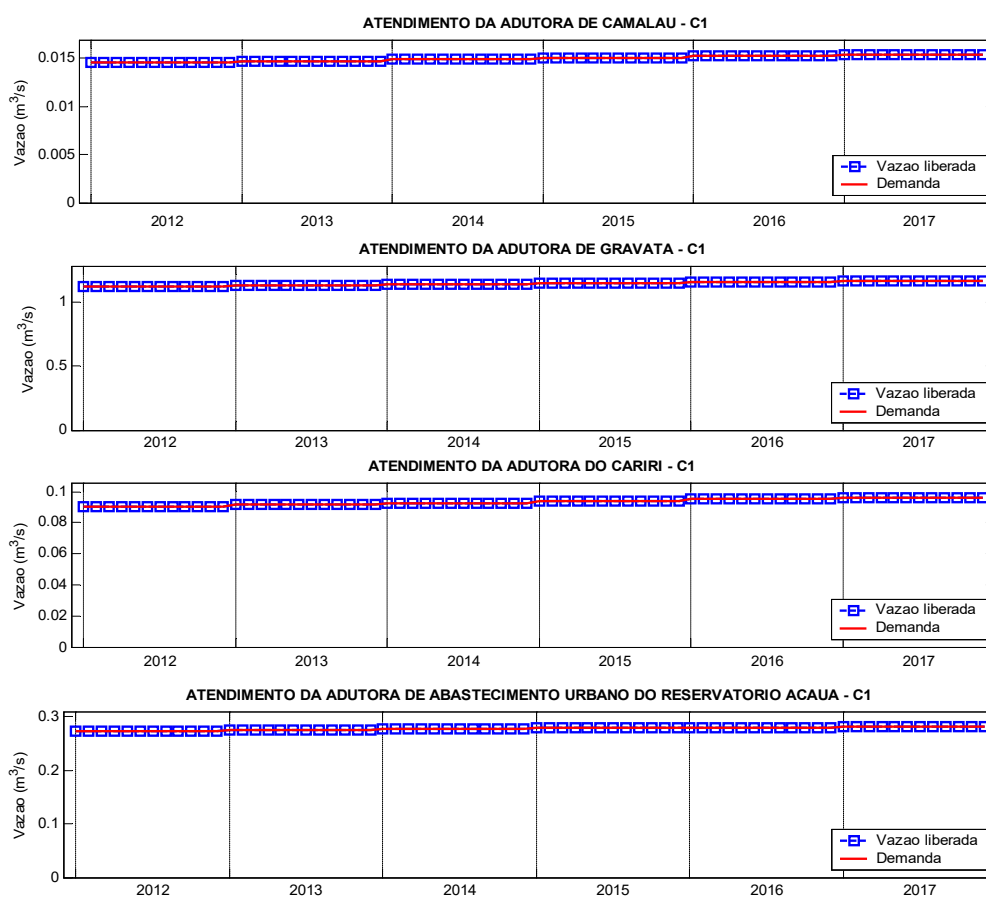 ATENDIMENTO DA ADUTORA DE CAMALAU - C1
Vazao (m³/s)
0.015
0.01
0.005
0
Vazao liberada
Demanda
2012 2013 2014 2015 2016 2017
ATENDIMENTO DA ADUTORA DE GRAVATA - C1
Vazao (m³/s)
1
0.5
0
Vazao liberada
Demanda
2012 2013 2014 2015 2016 2017
ATENDIMENTO DA ADUTORA DO CARIRI - C1
Vazao (m³/s)
0.1
0.08
0.06
0.04
0.02
0
Vazao liberada
Demanda
2012 2013 2014 2015 2016 2017
ATENDIMENTO DA ADUTORA DE ABASTECIMENTO URBANO DO RESERVATORIO ACAUA - C1
Vazao (m³/s)
0.3
0.2
0.1
0
Vazao liberada
Demanda
2012 2013 2014 2015 2016 2017